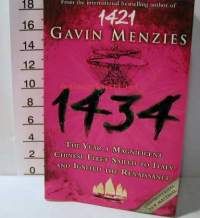 18
16
14
12
10
8
6
4
2
0
From the international bestselling author of
1421
GAVIN MENZIES
1434
THE YEAR A MAGNIFICENT
CHINESE FLEET SAILED TO ITALY
AND IGNITED THE RENAISSANCE